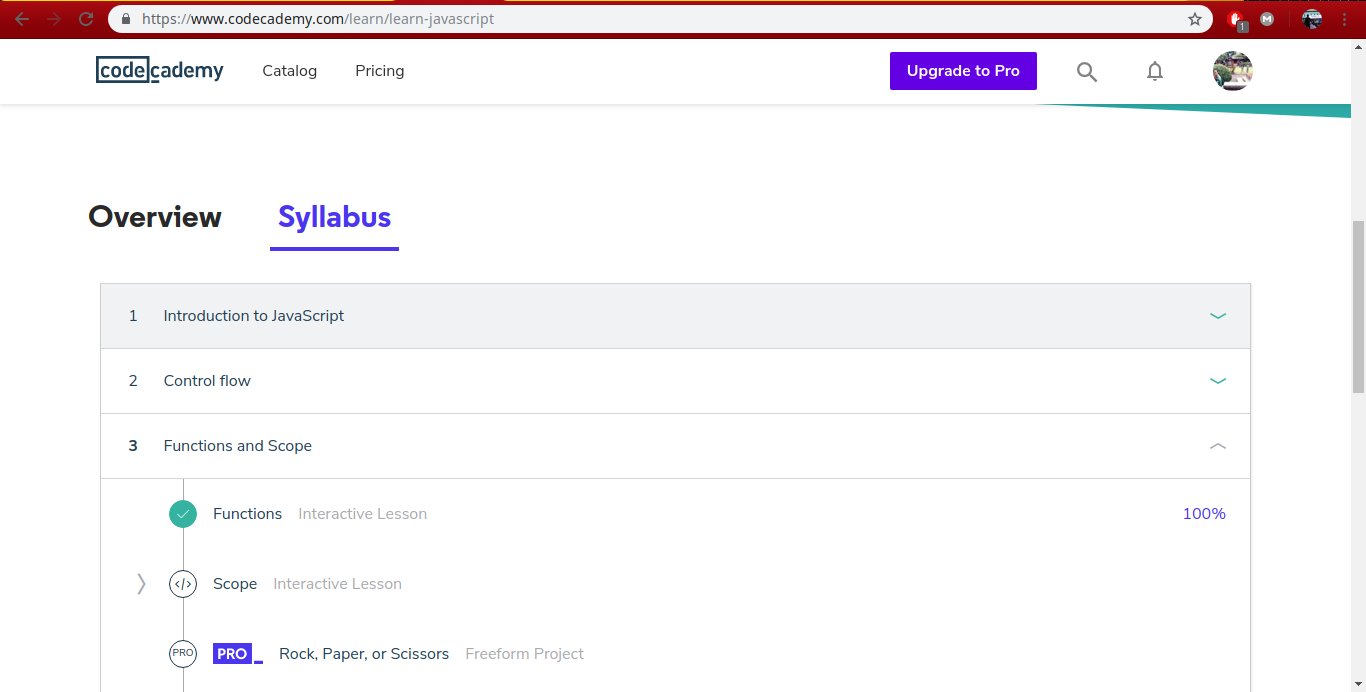 https://www.codecademy.com/learn/learn-javascript
1
M
codecademy Catalog Pricing Upgrade to Pro
Overview Syllabus
1 Introduction to JavaScript
2 Control flow
3 Functions and Scope
Functions Interactive Lesson 100%
</> Scope Interactive Lesson
PRO PRO_ Rock, Paper, or Scissors Freeform Project